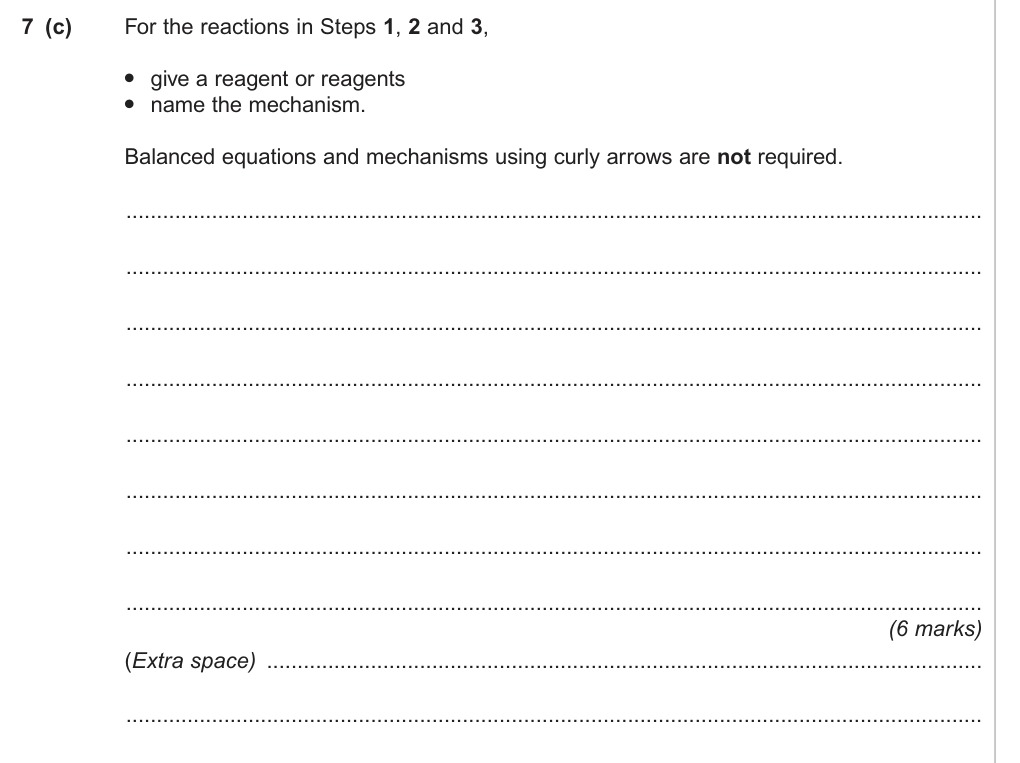 7 (c) For the reactions in Steps 1, 2 and 3,
• give a reagent or reagents
• name the mechanism.
Balanced equations and mechanisms using curly arrows are not required.
(6 marks)
(Extra space)